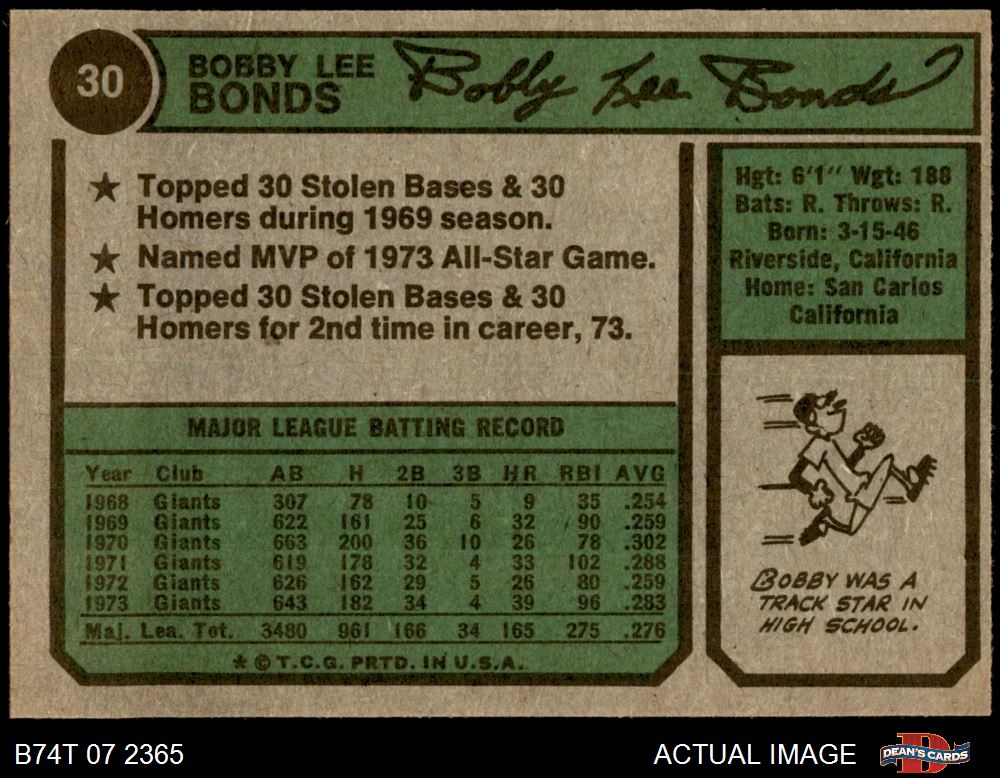 30
BOBBY LEE
BONDS
Bobby Lee Bonds
★ Topped 30 Stolen Bases & 30
Homers during 1969 season.
★ Named MVP of 1973 All-Star Game.
★ Topped 30 Stolen Bases & 30
Homers for 2nd time in career, 73.
Hgt: 6'1'' Wgt: 188
Bats: R. Throws: R.
Born: 3-15-46
Riverside, California
Home: San Carlos
California
MAJOR LEAGUE BATTING RECORD
Year Club AB H 2B 3B HR RBI AVG
1968 Giants 307 78 10 5 9 35 .254
1969 Giants 622 161 25 6 32 90 .259
1970 Giants 663 200 36 10 26 78 .302
1971 Giants 619 178 32 4 33 102 .288
1972 Giants 626 162 29 5 26 80 .259
1973 Giants 643 182 34 4 39 96 .283
Maj. Lea. Tot. 3480 961 166 34 165 275 .276
* © T.C.G. PRTD. IN U.S.A.
BOBBY WAS A
TRACK STAR IN
HIGH SCHOOL.
B74T 07 2365
ACTUAL IMAGE
DEAN'S CARDS